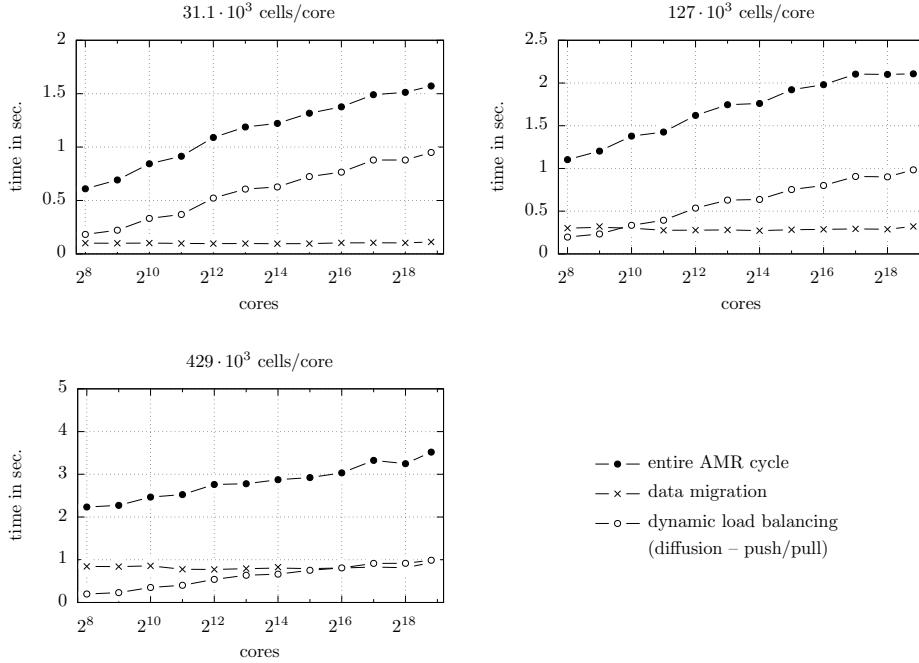 31.1 · 10³ cells/core
time in sec.
2
1.5
1
0.5
0
2⁸ 2¹⁰ 2¹² 2¹⁴ 2¹⁶ 2¹⁸
cores
127 · 10³ cells/core
time in sec.
2.5
2
1.5
1
0.5
0
2⁸ 2¹⁰ 2¹² 2¹⁴ 2¹⁶ 2¹⁸
cores
429 · 10³ cells/core
time in sec.
5
4
3
2
1
0
2⁸ 2¹⁰ 2¹² 2¹⁴ 2¹⁶ 2¹⁸
cores
entire AMR cycle
data migration
dynamic load balancing
(diffusion – push/pull)